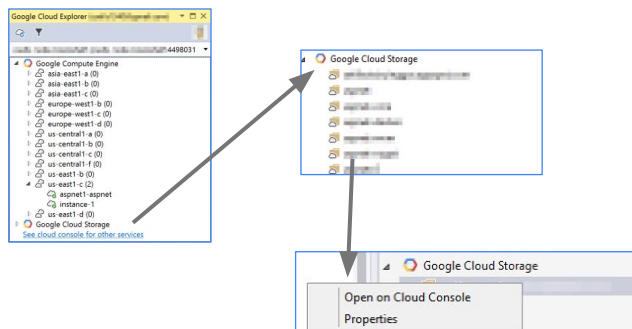 Google Cloud Explorer
4498031
Google Compute Engine
asia-east1-a (0)
asia-east1-b (0)
asia-east1-c (0)
europe-west1-b (0)
europe-west1-c (0)
europe-west1-d (0)
us-central1-a (0)
us-central1-b (0)
us-central1-c (0)
us-central1-f (0)
us-east1-b (0)
us-east1-c (2)
aspnet1-aspnet
instance-1
us-east1-d (0)
Google Cloud Storage
See cloud console for other services
Google Cloud Storage
Google Cloud Storage
Open on Cloud Console
Properties